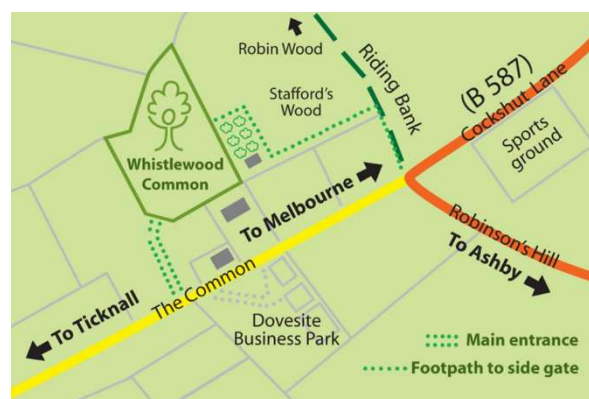 Robin Wood
Riding Bank
Stafford's
Wood
(B 587)
Cockshut Lane
Sports
ground
Whistlewood
Common
To Melbourne
Robinson's Hill
To Ashby
The Common
To Ticknall
Dovesite
Business Park
Main entrance
Footpath to side gate